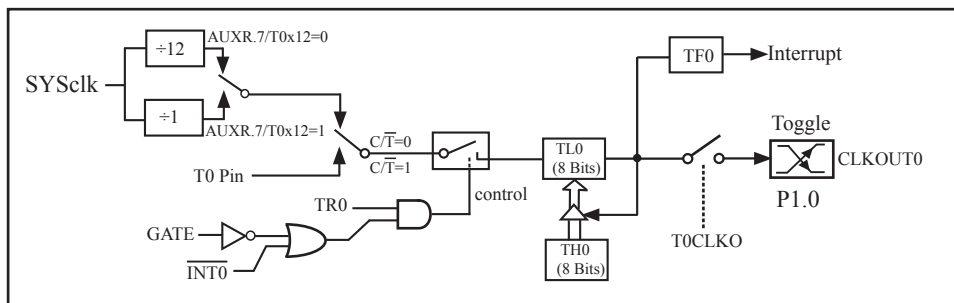 ÷12
AUXR.7/T0x12=0
SYSclk
÷1
AUXR.7/T0x12=1
T0 Pin
C/T̅=0
C/T̅=1
TR0
GATE
I̅N̅T̅0̅
control
TL0
(8 Bits)
TH0
(8 Bits)
TF0
Interrupt
Toggle
CLKOUT0
P1.0
T0CLKO